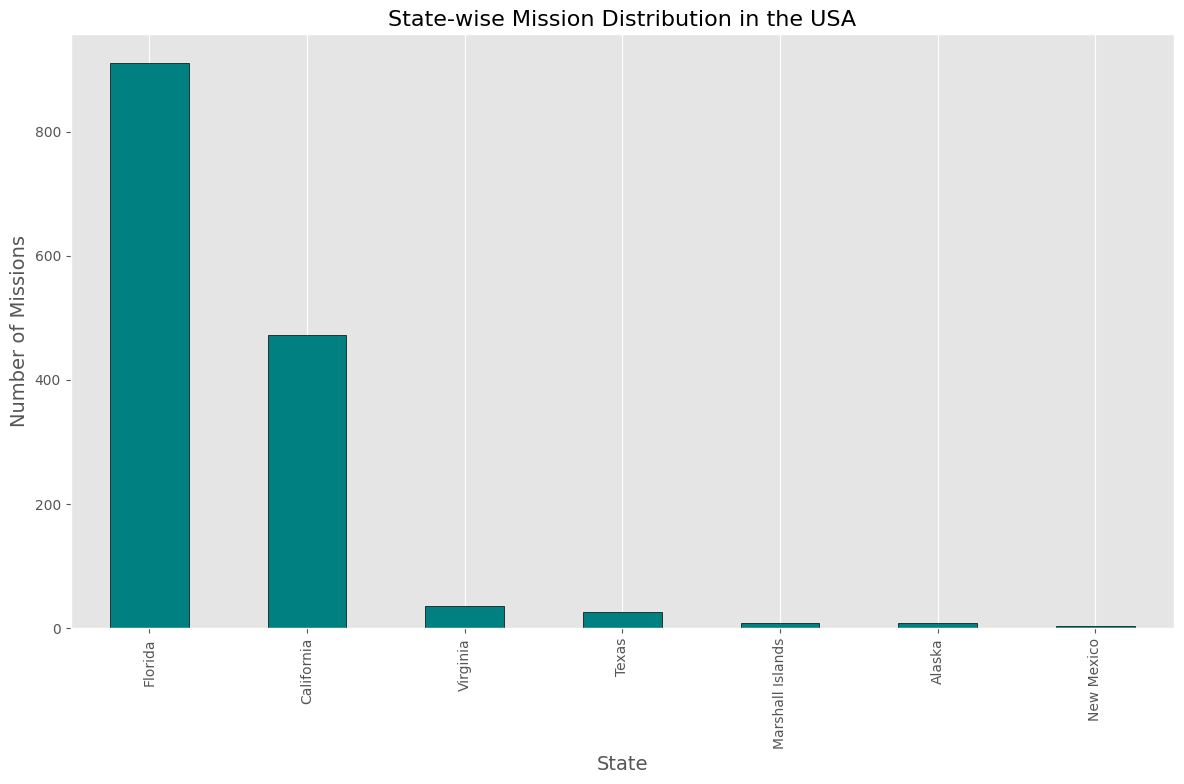 State-wise Mission Distribution in the USA
Number of Missions
800
600
400
200
0
Florida
California
Virginia
Texas
Marshall Islands
Alaska
New Mexico
State